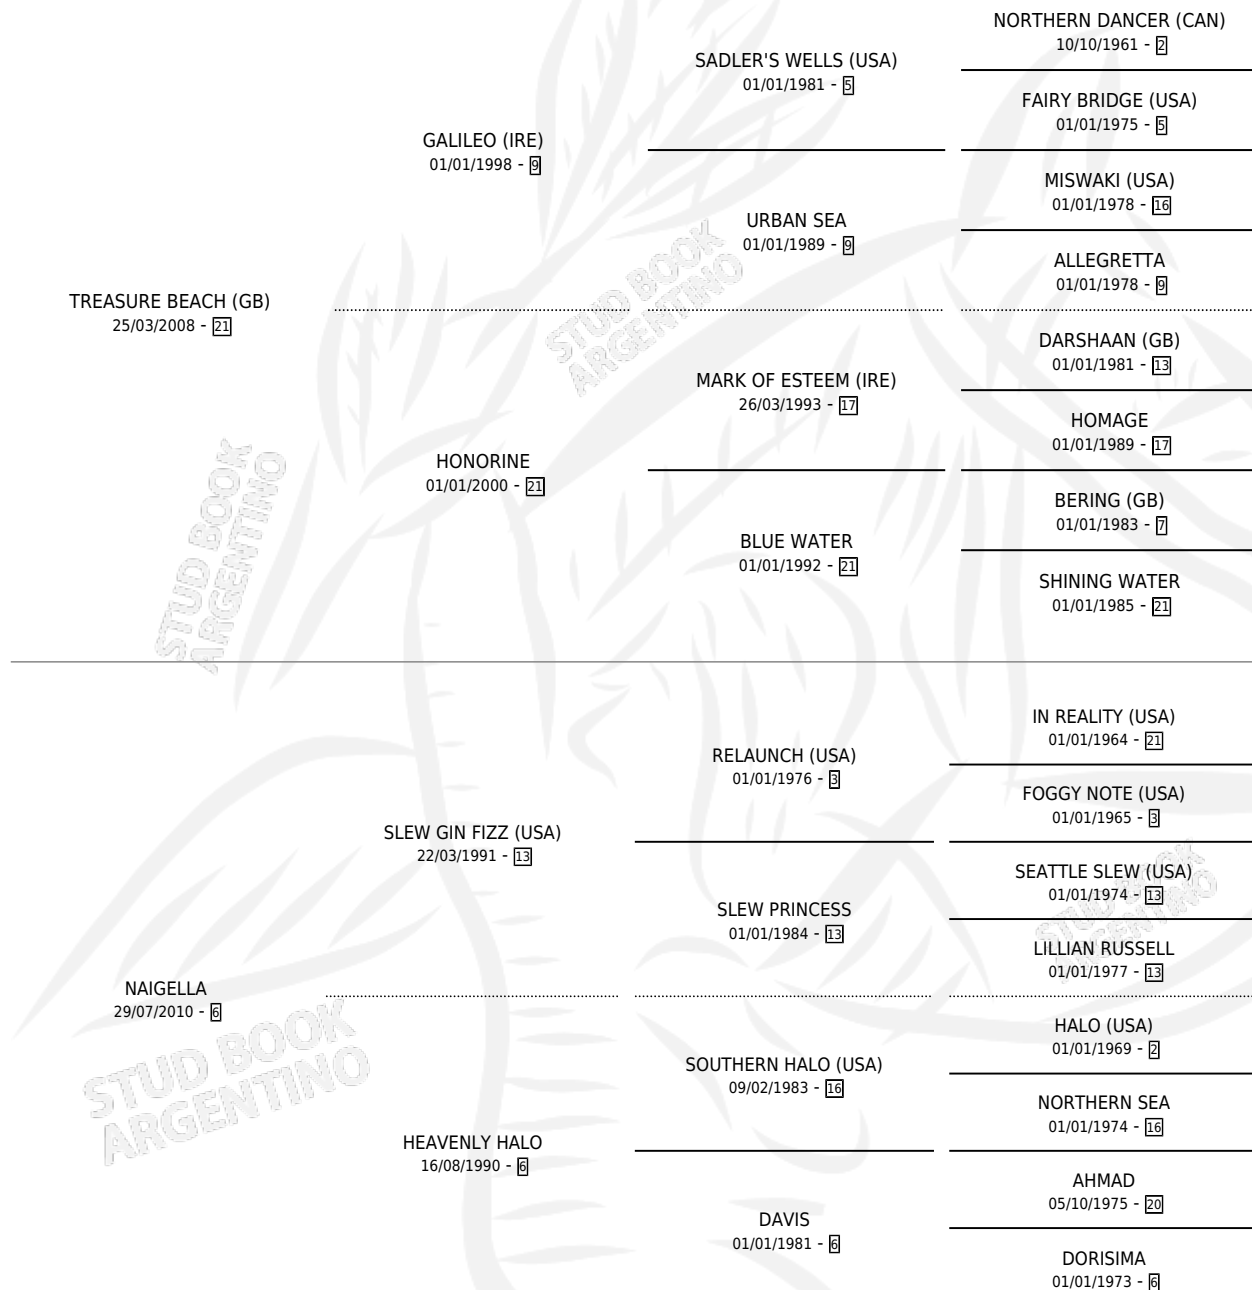 NORTHERN DANCER (CAN)
10/10/1961 - 2
SADLER'S WELLS (USA)
01/01/1981 - 5
FAIRY BRIDGE (USA)
01/01/1975 - 5
GALILEO (IRE)
01/01/1998 - 9
MISWAKI (USA)
01/01/1978 - 16
URBAN SEA
01/01/1989 - 9
ALLEGRETTA
01/01/1978 - 9
TREASURE BEACH (GB)
25/03/2008 - 21
STUD BOOK
ARGENTINO
DARSHAAN (GB)
01/01/1981 - 13
MARK OF ESTEEM (IRE)
26/03/1993 - 17
HOMAGE
01/01/1989 - 17
HONORINE
01/01/2000 - 21
BERING (GB)
01/01/1983 - 7
BLUE WATER
01/01/1992 - 21
SHINING WATER
01/01/1985 - 21
STUD BOOK
ARGENTINO
IN REALITY (USA)
01/01/1964 - 21
RELAUNCH (USA)
01/01/1976 - 3
FOGGY NOTE (USA)
01/01/1965 - 3
SLEW GIN FIZZ (USA)
22/03/1991 - 13
SEATTLE SLEW (USA)
01/01/1974 - 13
SLEW PRINCESS
01/01/1984 - 13
LILLIAN RUSSELL
01/01/1977 - 13
STUD BOOK
ARGENTINO
NAIGELLA
29/07/2010 - 6
STUD BOOK
ARGENTINO
HALO (USA)
01/01/1969 - 2
SOUTHERN HALO (USA)
09/02/1983 - 16
NORTHERN SEA
01/01/1974 - 16
HEAVENLY HALO
16/08/1990 - 6
AHMAD
05/10/1975 - 20
DAVIS
01/01/1981 - 6
DORISIMA
01/01/1973 - 6